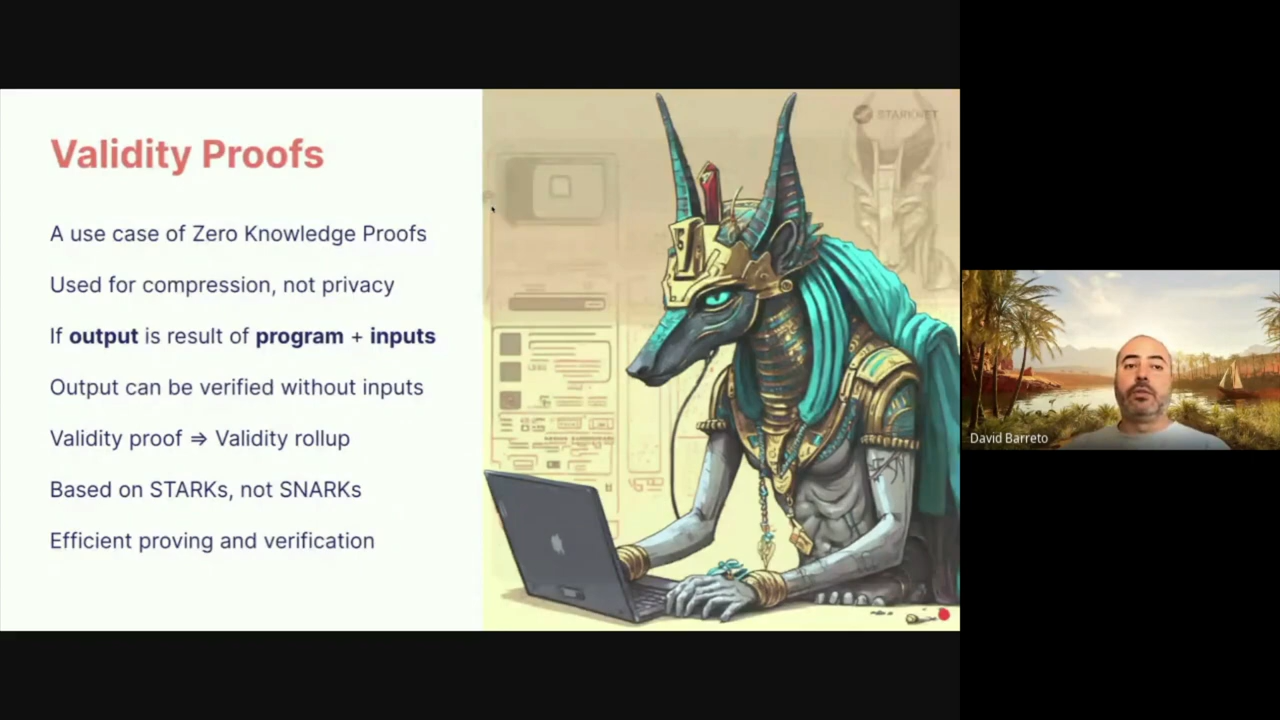 Validity Proofs
A use case of Zero Knowledge Proofs
Used for compression, not privacy
If output is result of program + inputs
Output can be verified without inputs
Validity proof ⇒ Validity rollup
Based on STARKs, not SNARKs
Efficient proving and verification
STARKNET
David Barreto